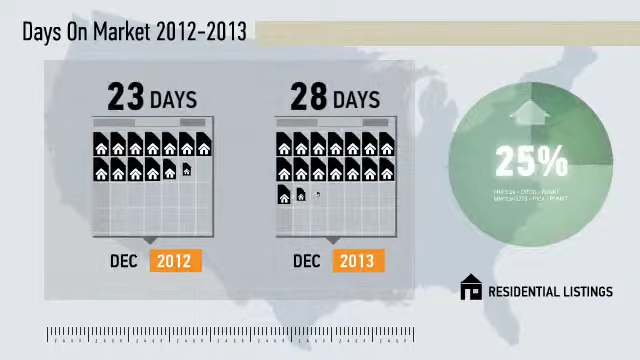 Days On Market 2012-2013
23 DAYS
28 DAYS
25%
DEC 2012
DEC 2013
RESIDENTIAL LISTINGS